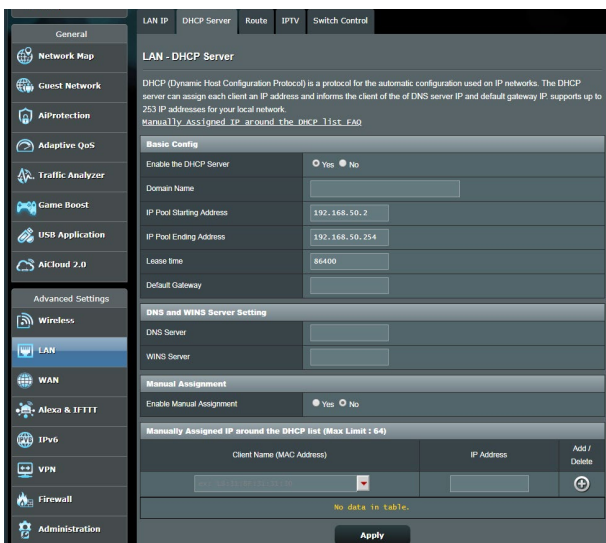 LAN IP DHCP Server Route IPTV Switch Control
General
Network Map
Guest Network
AiProtection
Adaptive QoS
Traffic Analyzer
Game Boost
USB Application
AiCloud 2.0
Advanced Settings
Wireless
LAN
WAN
Alexa & IFTTT
IPv6
VPN
Firewall
Administration
LAN - DHCP Server
DHCP (Dynamic Host Configuration Protocol) is a protocol for the automatic configuration used on IP networks. The DHCP
server can assign each client an IP address and informs the client of the of DNS server IP and default gateway IP. supports up to
253 IP addresses for your local network.
Manually Assigned IP around the DHCP list FAQ
Basic Config
Enable the DHCP Server Yes No
Domain Name
IP Pool Starting Address 192.168.50.2
IP Pool Ending Address 192.168.50.254
Lease time 86400
Default Gateway
DNS and WINS Server Setting
DNS Server
WINS Server
Manual Assignment
Enable Manual Assignment Yes No
Manually Assigned IP around the DHCP list (Max Limit : 64)
Client Name (MAC Address) IP Address Add /
Delete
No data in table.
Apply